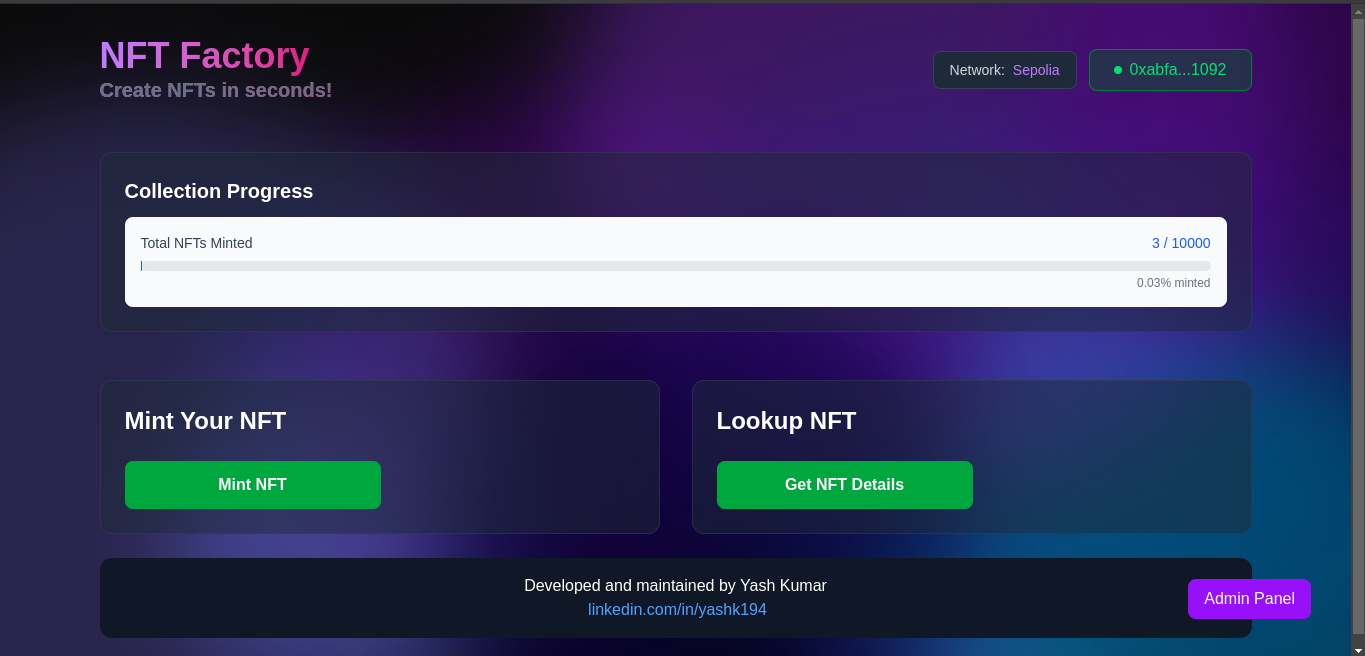 NFT Factory
Create NFTs in seconds!
Network: Sepolia
0xabfa...1092
Collection Progress
Total NFTs Minted
3 / 10000
0.03% minted
Mint Your NFT
Mint NFT
Lookup NFT
Get NFT Details
Developed and maintained by Yash Kumar
linkedin.com/in/yashk194
Admin Panel